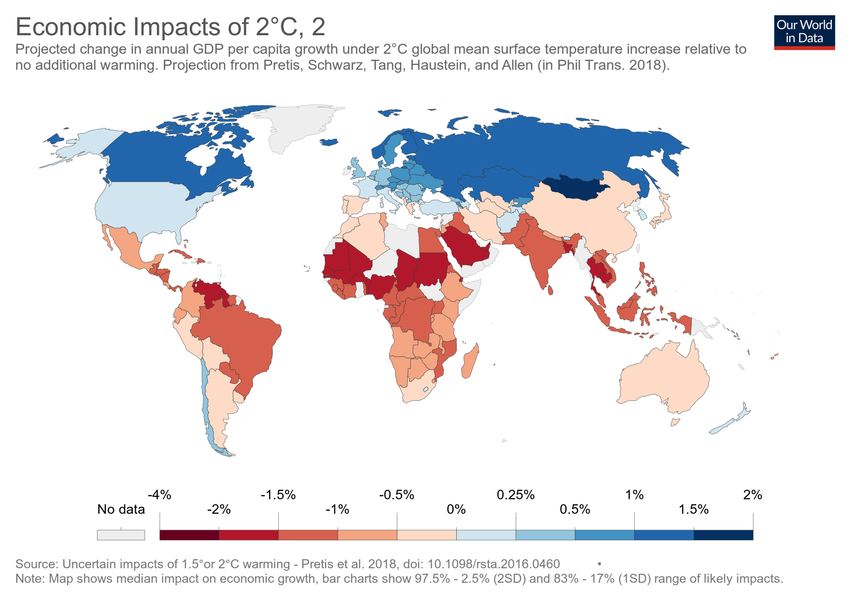 Economic Impacts of 2°C, 2
Our World
in Data
Projected change in annual GDP per capita growth under 2°C global mean surface temperature increase relative to
no additional warming. Projection from Pretis, Schwarz, Tang, Haustein, and Allen (in Phil Trans. 2018).
-4% -1.5% -0.5% 0.25% 1% 2%
No data -2% -1% 0% 0.5% 1.5%
Source: Uncertain impacts of 1.5°or 2°C warming - Pretis et al. 2018, doi: 10.1098/rsta.2016.0460 •
Note: Map shows median impact on economic growth, bar charts show 97.5% - 2.5% (2SD) and 83% - 17% (1SD) range of likely impacts.